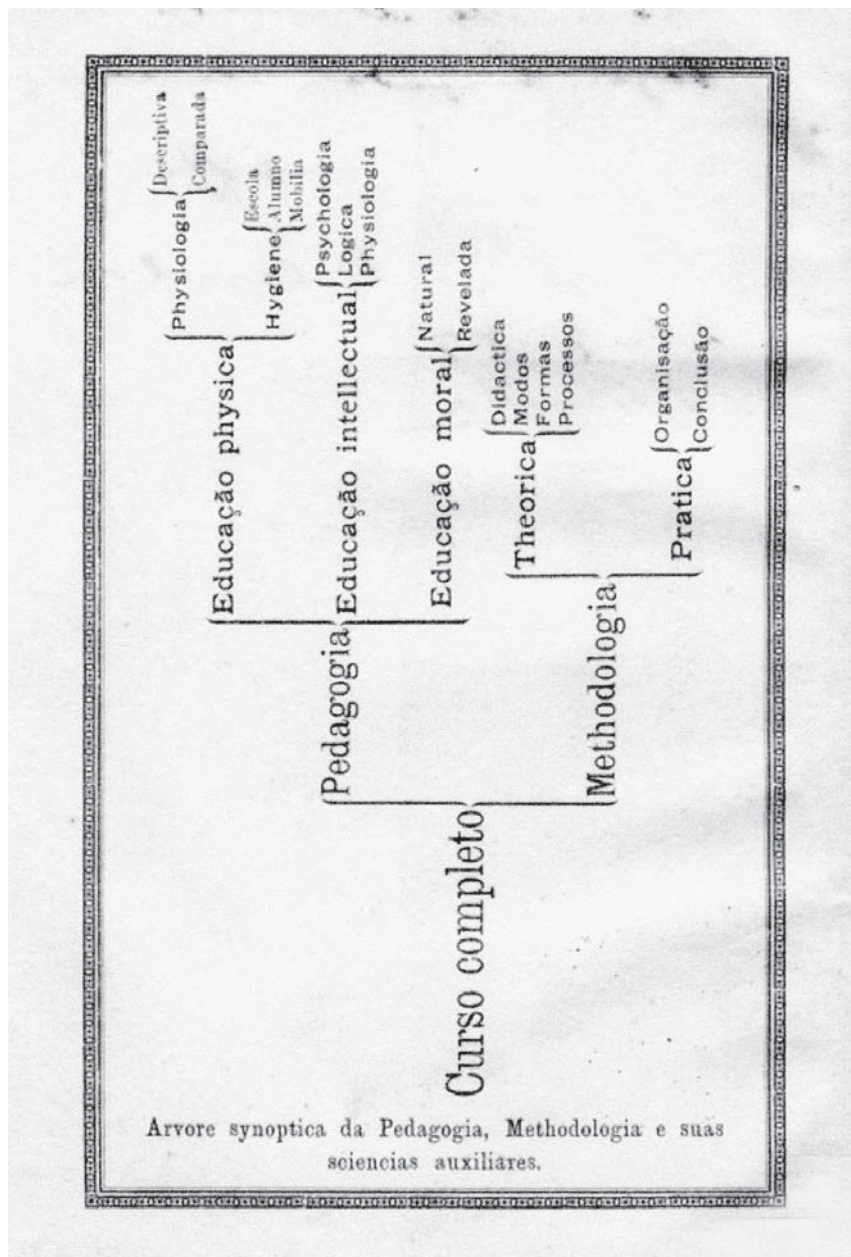 Curso completo
Pedagogia
Educação physica
Physiologia
Descriptiva
Comparada
Hygiene
Escola
Alumno
Mobilia
Educação intellectual
Psychologia
Logica
Physiologia
Educação moral
Natural
Revelada
Methodologia
Theorica
Didactica
Modos
Formas
Processos
Pratica
Organisação
Conclusão
Arvore synoptica da Pedagogia, Methodologia e suas
sciencias auxiliares.